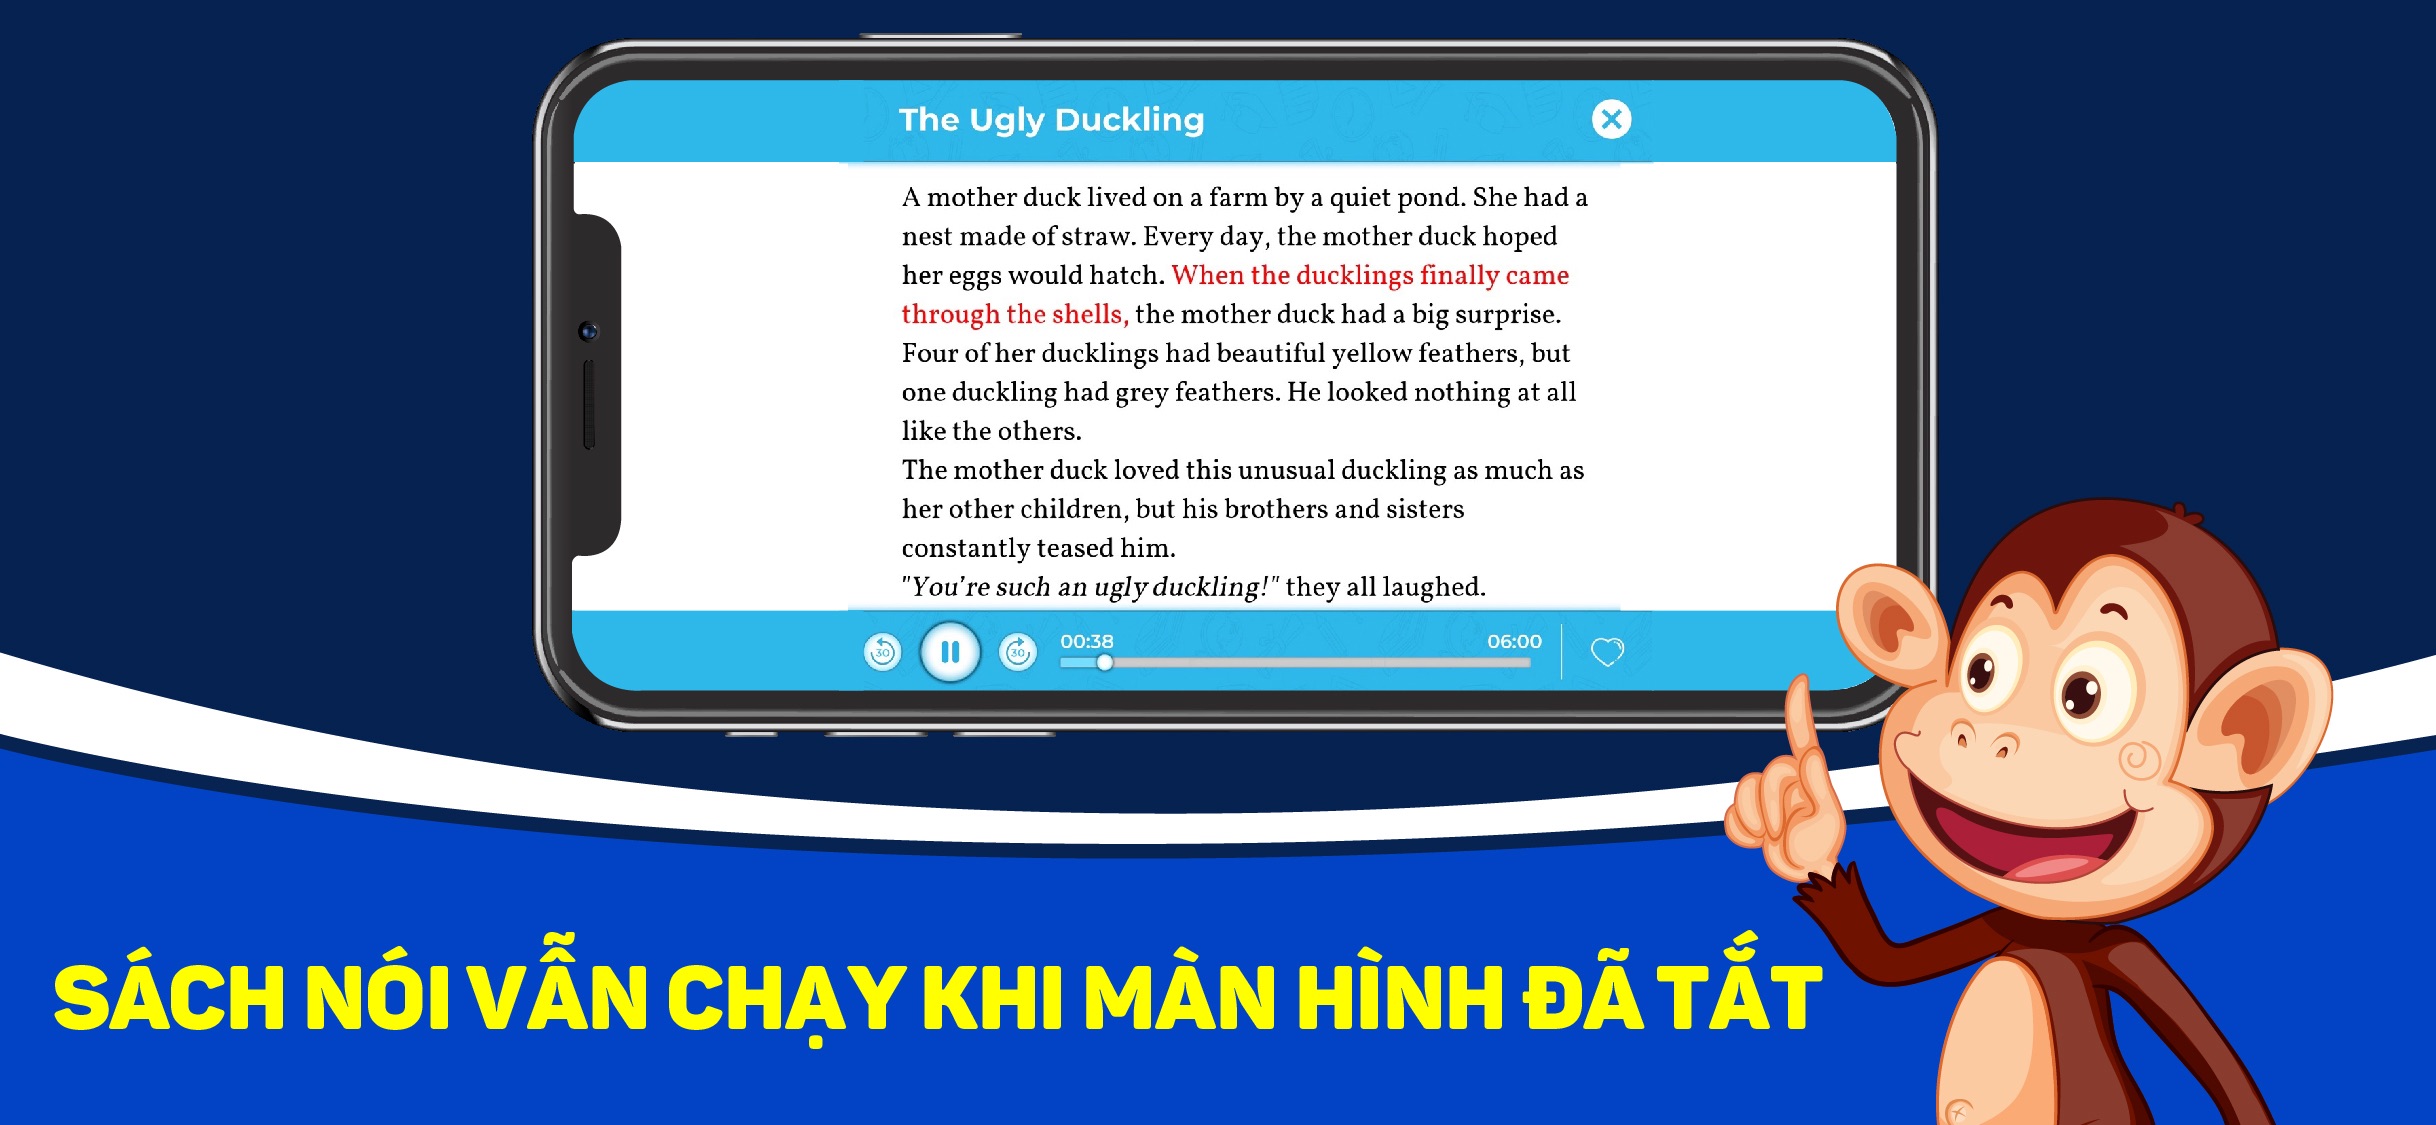 The Ugly Duckling
A mother duck lived on a farm by a quiet pond. She had a
nest made of straw. Every day, the mother duck hoped
her eggs would hatch. When the ducklings finally came
through the shells, the mother duck had a big surprise.
Four of her ducklings had beautiful yellow feathers, but
one duckling had grey feathers. He looked nothing at all
like the others.
The mother duck loved this unusual duckling as much as
her other children, but his brothers and sisters
constantly teased him.
"You're such an ugly duckling!" they all laughed.
30 30 00:38 06:00
SÁCH NÓI VẪN CHẠY KHI MÀN HÌNH ĐÃ TẮT